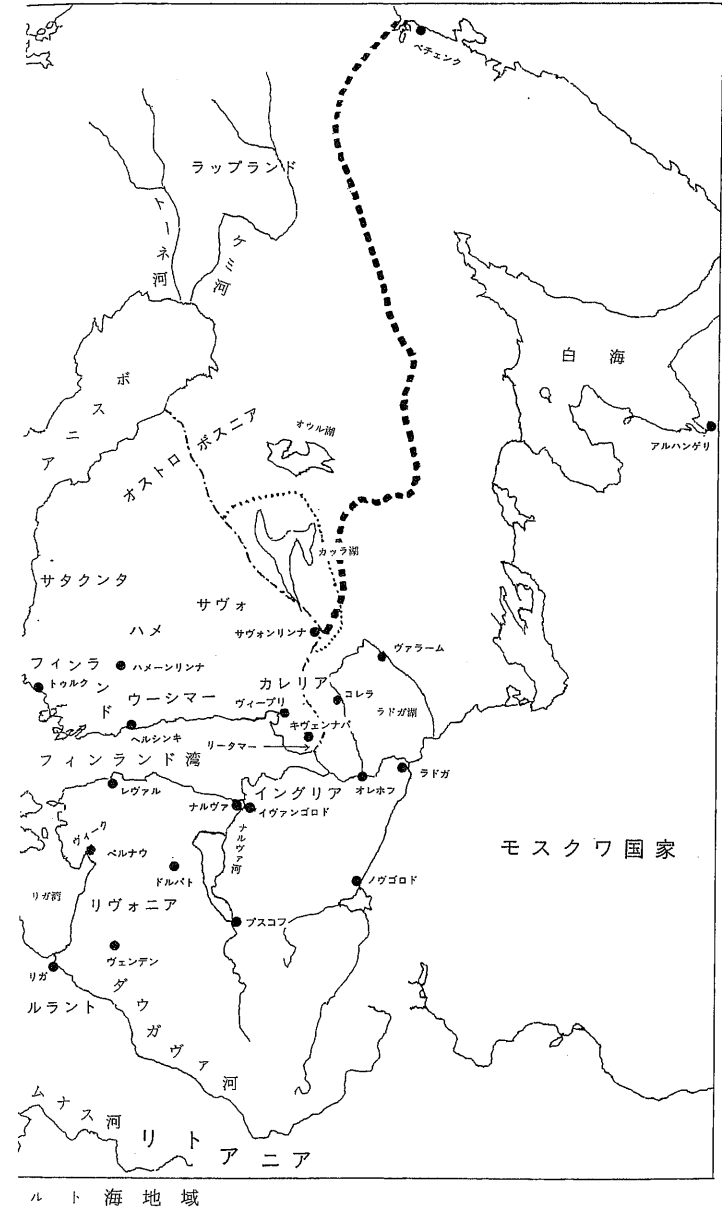 ペチェンク
ラップランド
トーネ河
ケミ河
白海
アルハンゲリ
ボスニア
オストロボスニア
オウル湖
カッラ湖
サタクンタ
サヴォ
ハメ
サヴォンリンナ
ヴァラーム
フィンランド
ハメーンリンナ
トゥルク
カレリア
コレラ
ウーシマー
ヴィープリ
ラドガ湖
キヴェンナパ
ヘルシンキ
リータマー
フィンランド湾
ラドガ
オレホフ
イングリア
レヴァル
ナルヴァ
イヴァンゴロド
ナルヴァ河
ヴィーク
ペルナウ
ドルパト
モスクワ国家
ノヴゴロド
リガ湾
リヴォニア
プスコフ
ヴェンデン
リガ
ルラント
ダウガヴァ河
ムナス河
リトアニア
ルト海地域